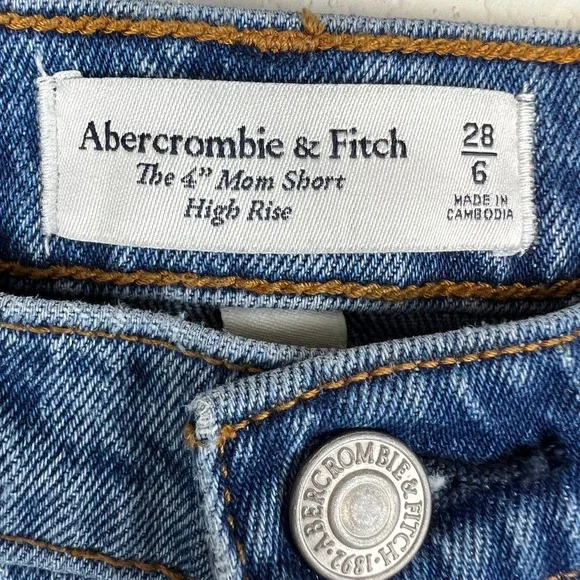 Abercrombie & Fitch
The 4” Mom Short
High Rise
28
6
MADE IN
CAMBODIA
ABERCROMBIE & FITCH · 1892 ·